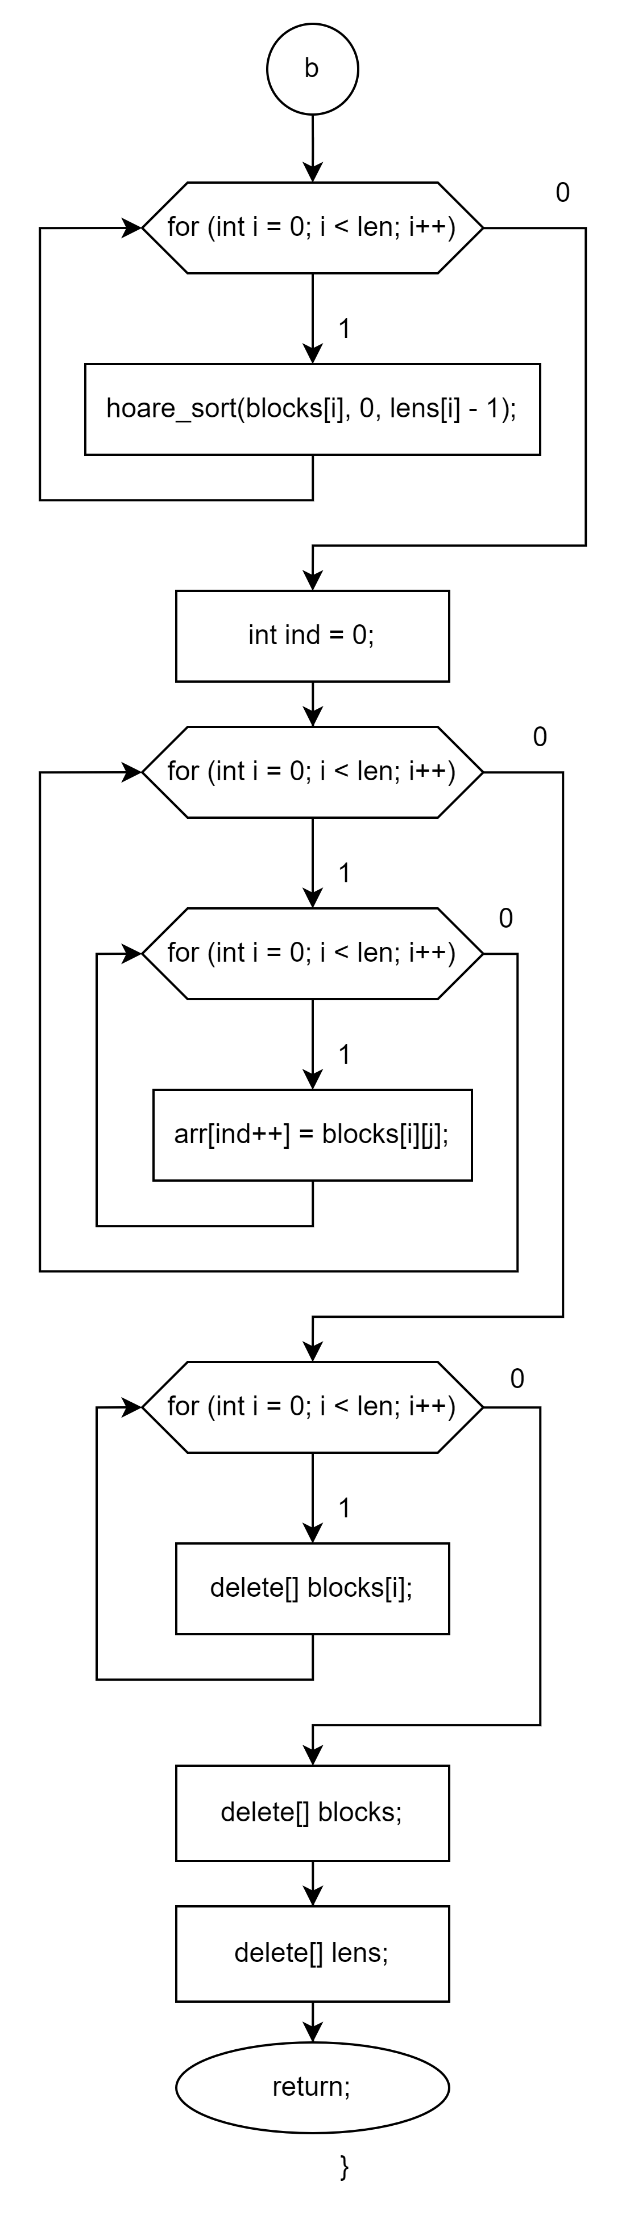 b
for (int i = 0; i < len; i++)
0
1
hoare_sort(blocks[i], 0, lens[i] - 1);
int ind = 0;
0
for (int i = 0; i < len; i++)
1
0
for (int i = 0; i < len; i++)
1
arr[ind++] = blocks[i][j];
0
for (int i = 0; i < len; i++)
1
delete[] blocks[i];
delete[] blocks;
delete[] lens;
return;
}